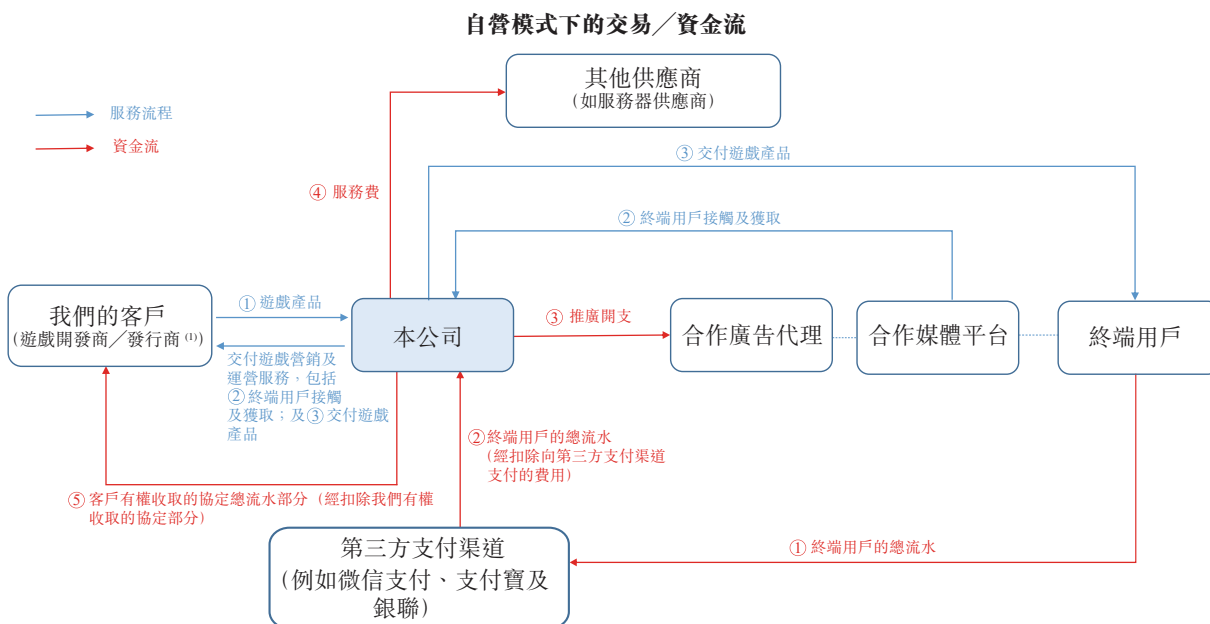 自營模式下的交易╱資金流
其他供應商
(如服務器供應商)
服務流程
資金流
③ 交付遊戲產品
④ 服務費
② 終端用戶接觸及獲取
我們的客戶
(遊戲開發商╱發行商 (1))
① 遊戲產品
本公司
③ 推廣開支
合作廣告代理
合作媒體平台
終端用戶
交付遊戲營銷及
運營服務，包括
② 終端用戶接觸
及獲取；及 ③ 交付遊戲
產品
② 終端用戶的總流水
(經扣除向第三方支付渠道
支付的費用)
⑤ 客戶有權收取的協定總流水部分 (經扣除我們有權
收取的協定部分)
第三方支付渠道
(例如微信支付、支付寶及
銀聯)
① 終端用戶的總流水